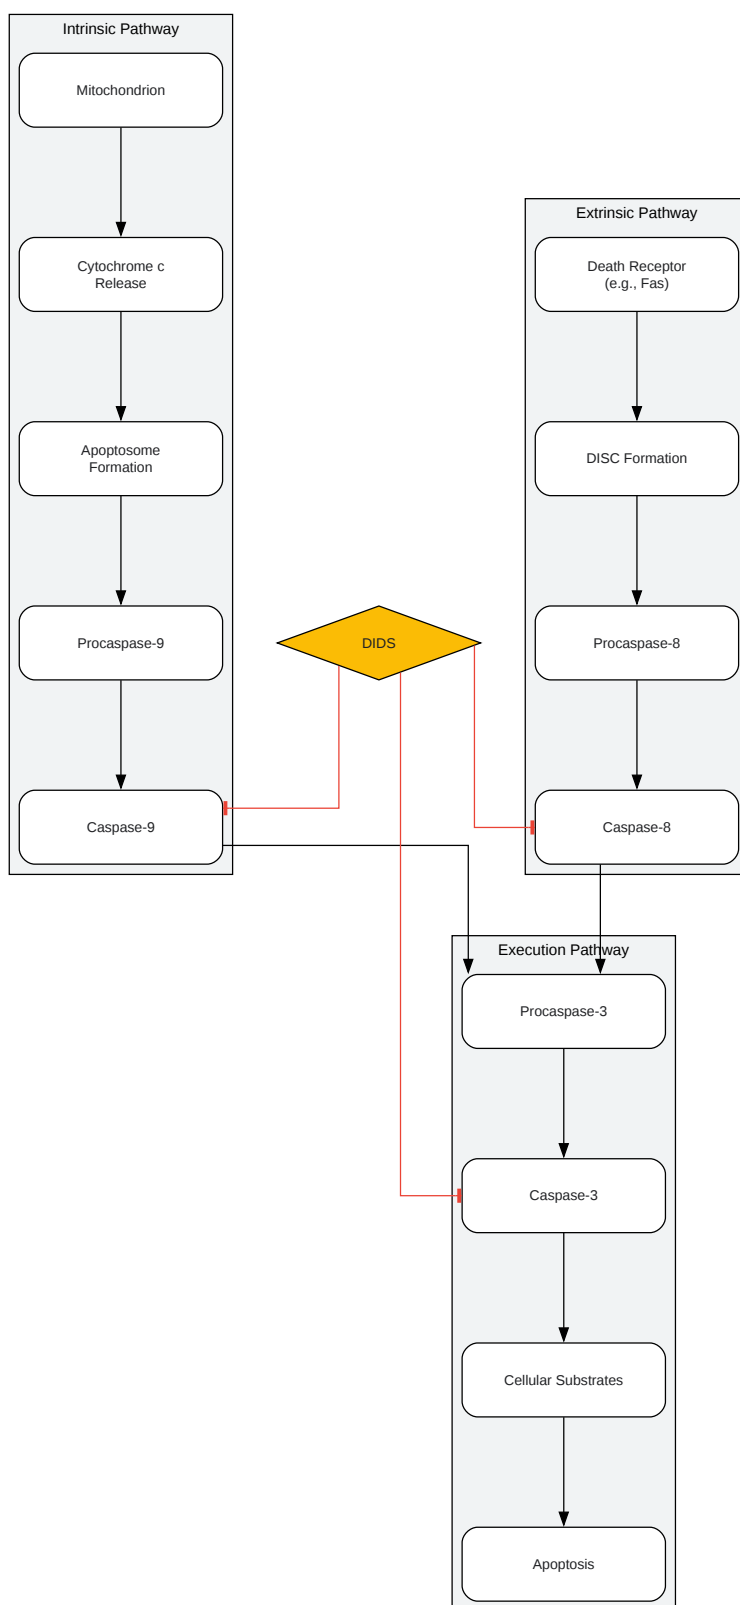 Intrinsic Pathway
Mitochondrion
Cytochrome c
Release
Apoptosome
Formation
Procaspase-9
Caspase-9
DIDS
Extrinsic Pathway
Death Receptor
(e.g., Fas)
DISC Formation
Procaspase-8
Caspase-8
Execution Pathway
Procaspase-3
Caspase-3
Cellular Substrates
Apoptosis